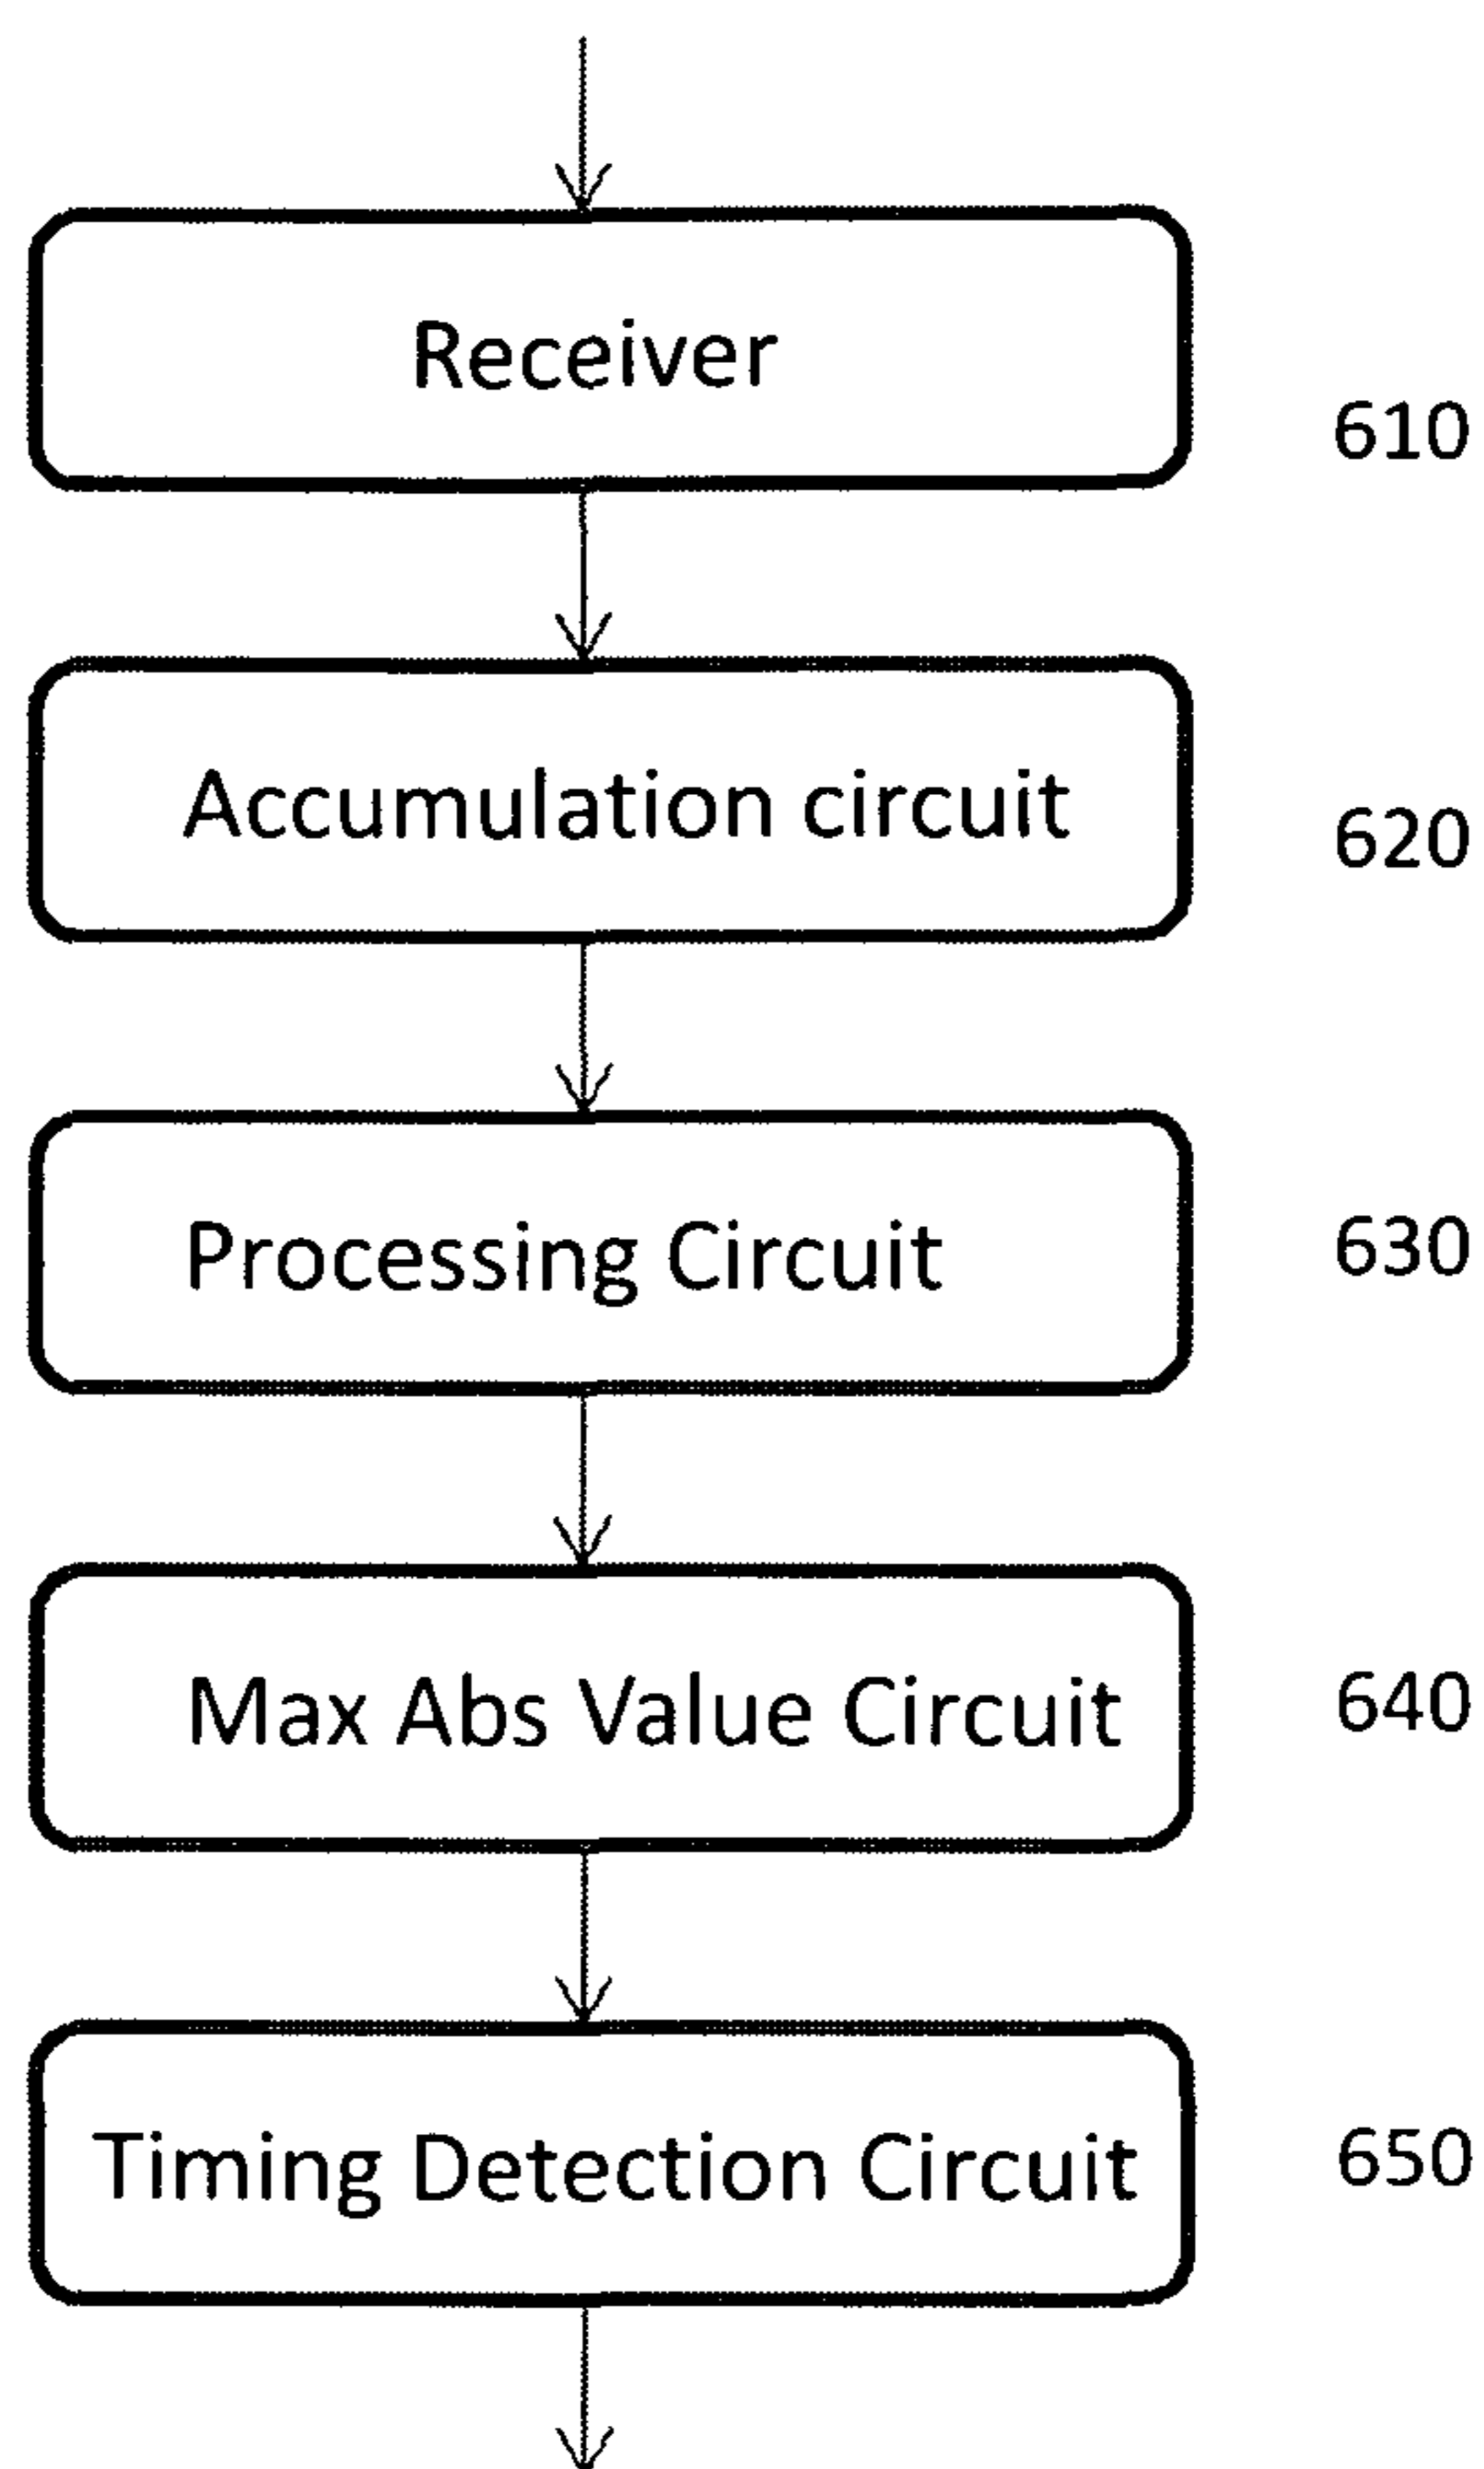 Receiver
610
Accumulation circuit
620
Processing Circuit
630
Max Abs Value Circuit
640
Timing Detection Circuit
650